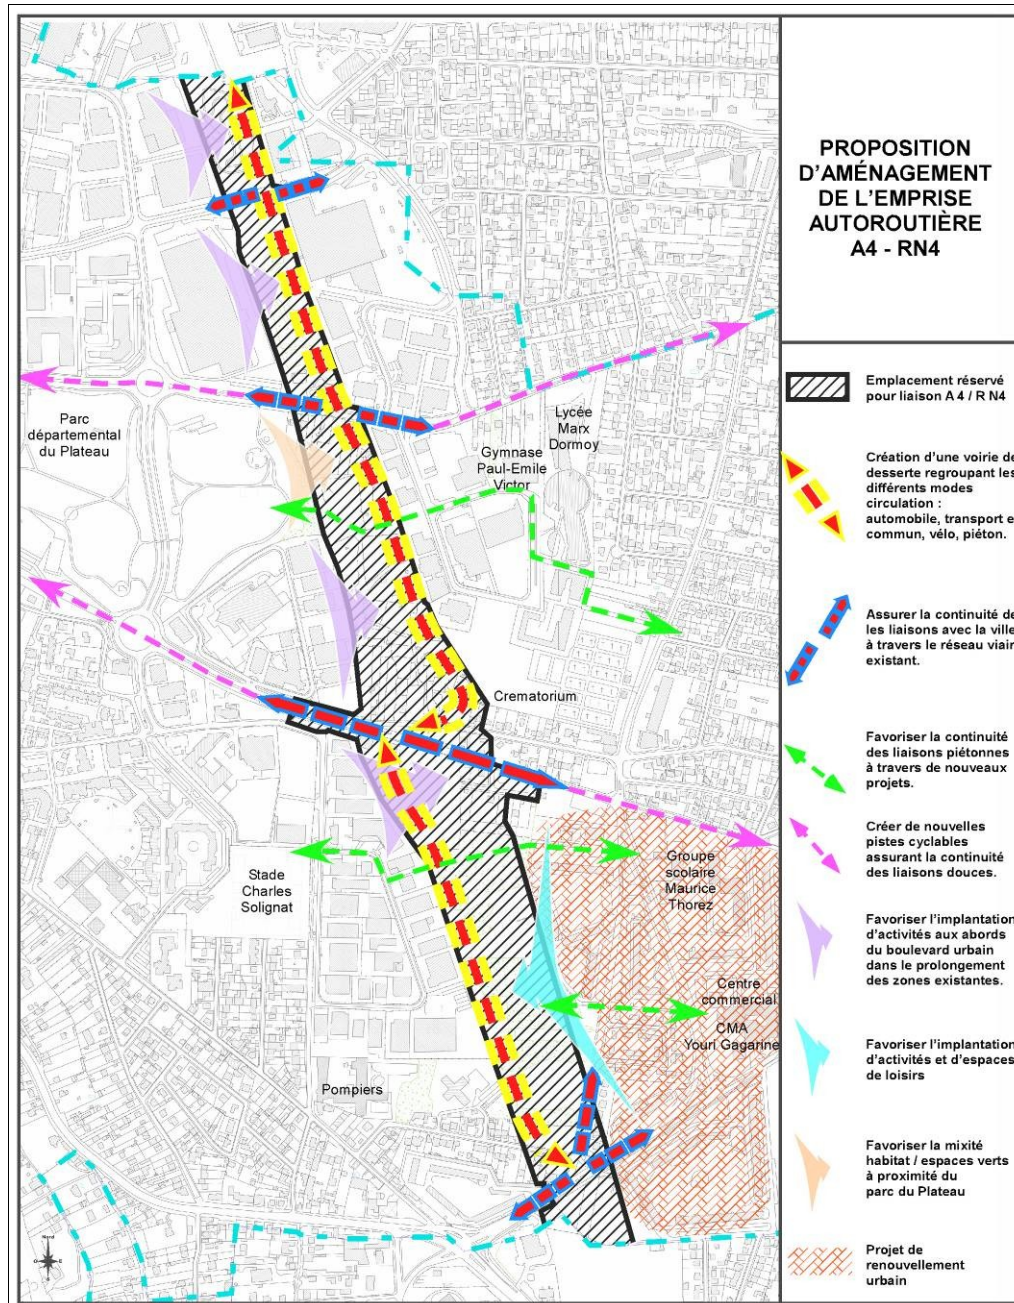 PROPOSITION
D'AMÉNAGEMENT
DE L'EMPRISE
AUTOROUTIÈRE
A4 - RN4
Emplacement réservé
pour liaison A 4 / R N4
Création d'une voirie de
desserte regroupant les
différents modes
circulation :
automobile, transport e
commun, vélo, piéton.
Assurer la continuité de
les liaisons avec la ville
à travers le réseau viair
existant.
Favoriser la continuité
des liaisons piétonnes
à travers de nouveaux
projets.
Créer de nouvelles
pistes cyclables
assurant la continuité
des liaisons douces.
Favoriser l'implantation
d'activités aux abords
du boulevard urbain
dans le prolongement
des zones existantes.
Favoriser l'implantation
d'activités et d'espaces
de loisirs
Favoriser la mixité
habitat / espaces verts
à proximité du
parc du Plateau
Projet de
renouvellement
urbain
Parc
départemental
du Plateau
Lycée
Marx
Dormoy
Gymnase
Paul-Emile
Victor
Crematorium
Stade
Charles
Solignat
Groupe
scolaire
Maurice
Thorez
Centre
commercial
CMA
Youri Gagarine
Pompiers
Nord
O
E